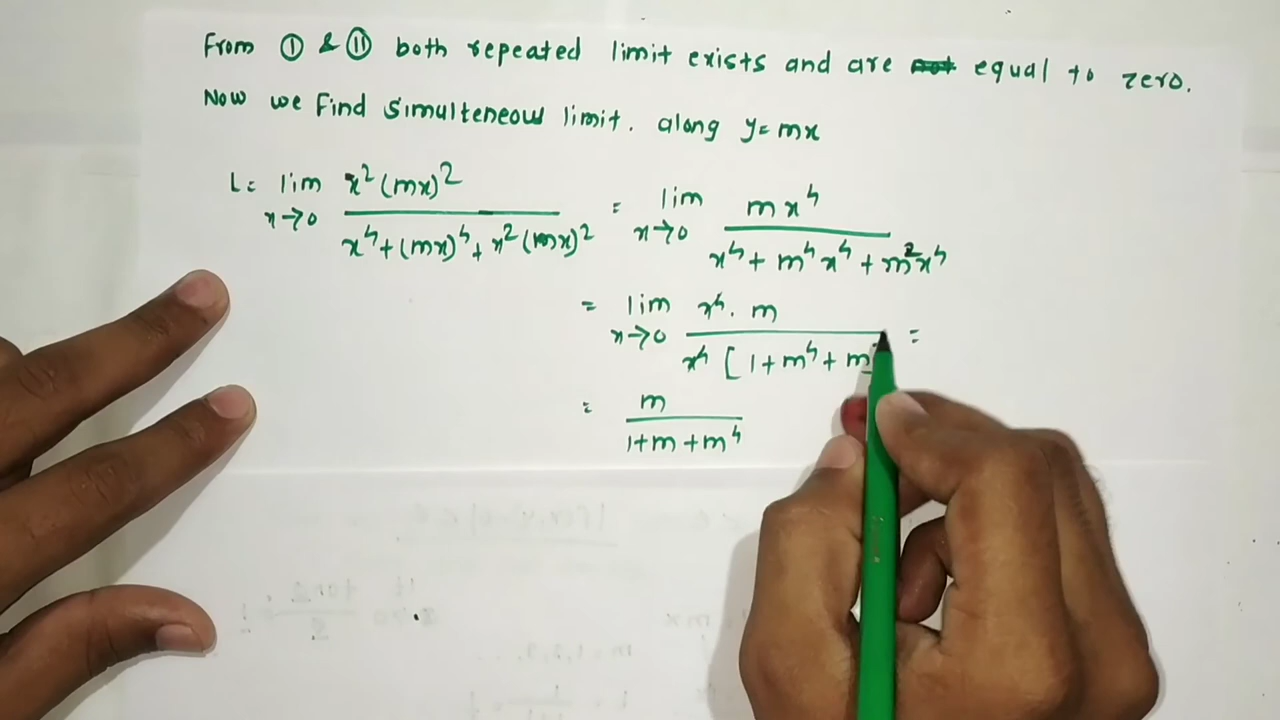 From ① & ⑪ both repeated limit exists and are equal to zero.
Now we find simulteneous limit. along y=mx
L= lim x→0 x²(mx)² / x⁴+(mx)⁴+x²(mx)² = lim x→0 mx⁴ / x⁴+m⁴x⁴+m²x⁴
= lim x→0 x⁴.m / x⁴[1+m⁴+m =
= m / 1+m+m⁴